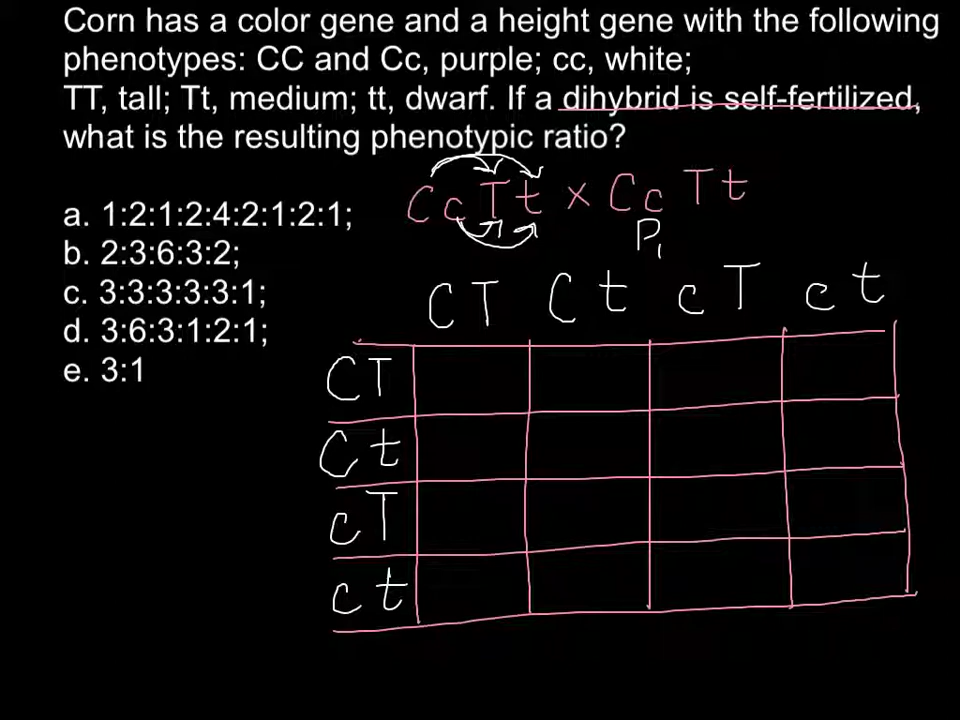 Corn has a color gene and a height gene with the following
phenotypes: CC and Cc, purple; cc, white;
TT, tall; Tt, medium; tt, dwarf. If a dihybrid is self-fertilized,
what is the resulting phenotypic ratio?
a. 1:2:1:2:4:2:1:2:1;
b. 2:3:6:3:2;
c. 3:3:3:3:3:1;
d. 3:6:3:1:2:1;
e. 3:1
CcTt × CcTt
P1
CT Ct cT ct
CT
Ct
cT
ct